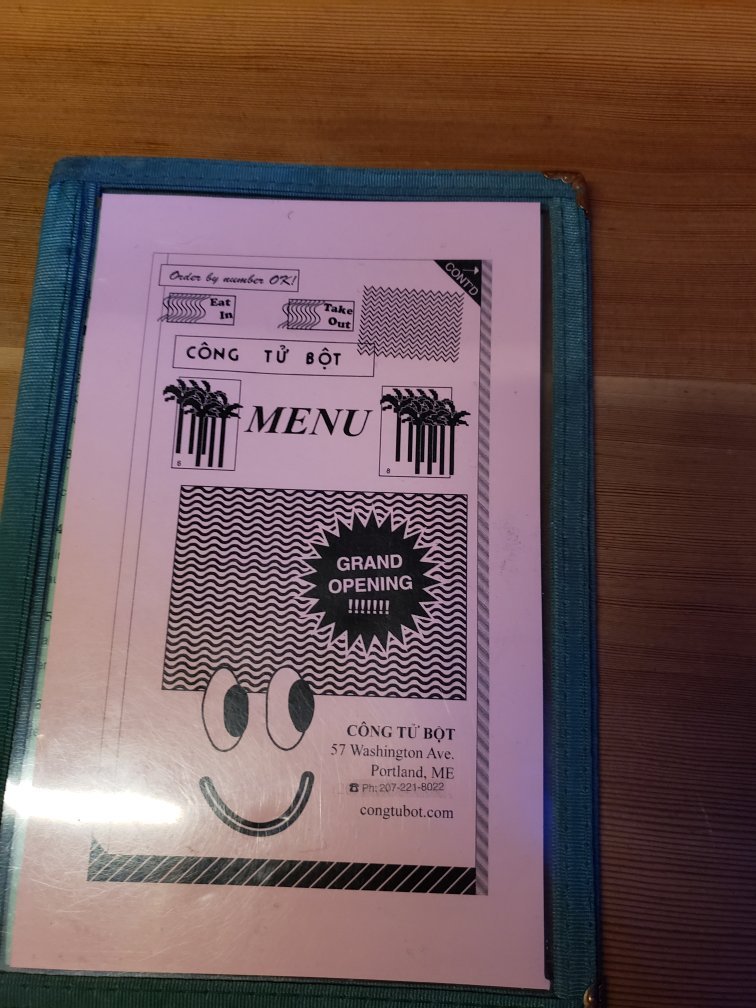 CONT'D
Order by number OK!
Eat
In
Take
Out
CÔNG TỬ BỘT
MENU
6
8
GRAND
OPENING
!!!!!!!
CÔNG TỬ BỘT
57 Washington Ave.
Portland, ME
☎ Ph: 207-221-8022
congtubot.com